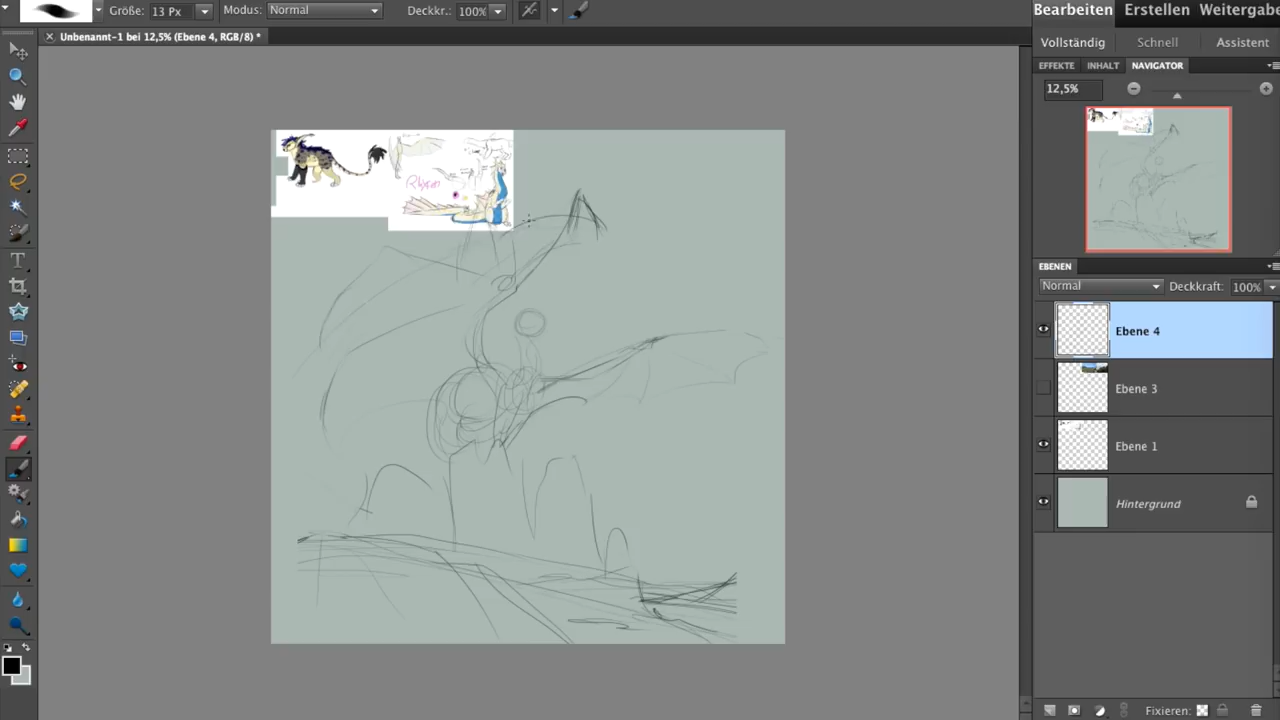 Größe: 13 Px Modus: Normal Deckkr.: 100%
Bearbeiten Erstellen Weitergabe
Unbenannt-1 bei 12,5% (Ebene 4, RGB/8) *
Vollständig Schnell Assistent
EFFEKTE INHALT NAVIGATOR
12,5%
EBENEN
Normal Deckkraft: 100%
Ebene 4
Ebene 3
Ebene 1
Hintergrund
Fixieren: